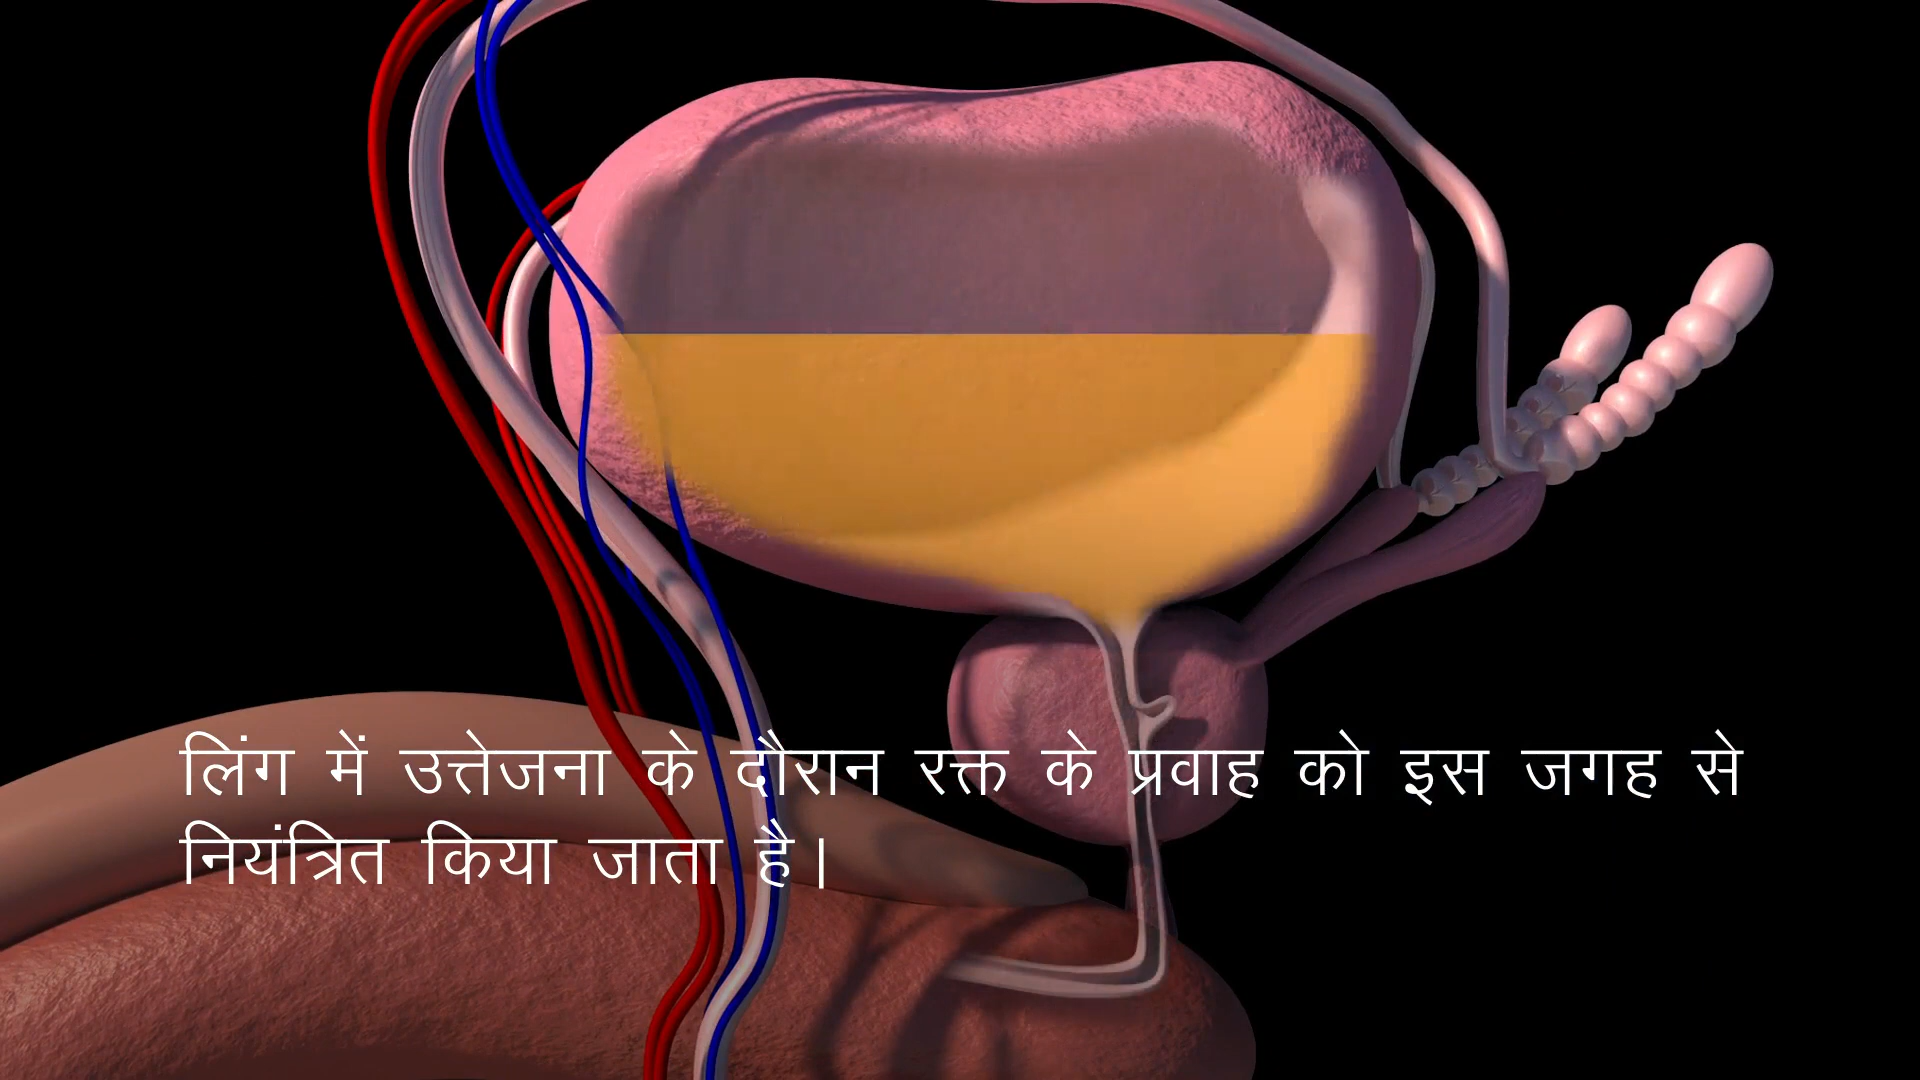 लिंग में उत्तेजना के दौरान रक्त के प्रवाह को इस जगह से
नियंत्रित किया जाता है।